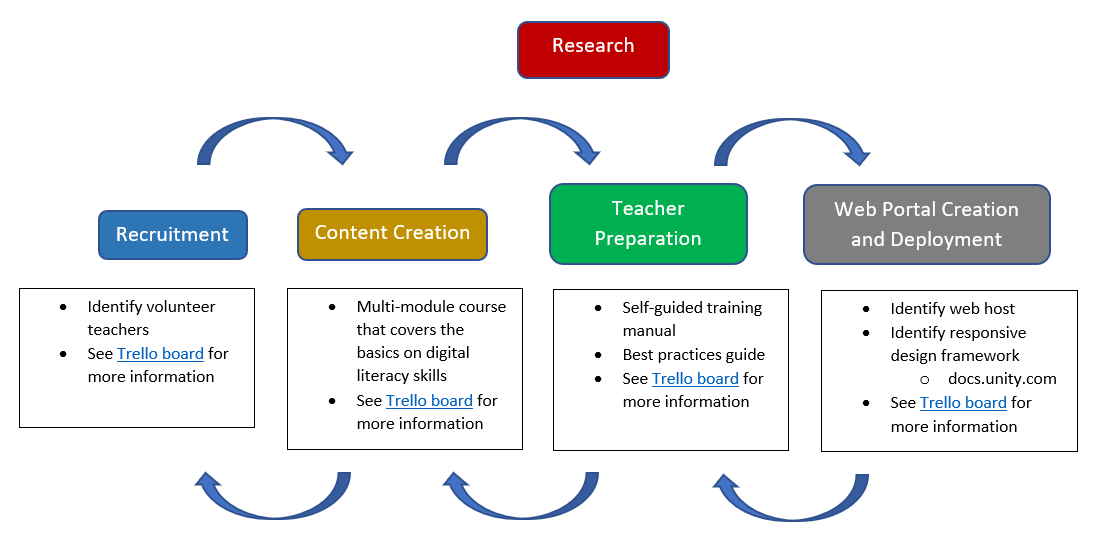 Research
Recruitment
• Identify volunteer
teachers
• See Trello board for
more information
Content Creation
• Multi-module course
that covers the
basics on digital
literacy skills
• See Trello board for
more information
Teacher
Preparation
• Self-guided training
manual
• Best practices guide
• See Trello board for
more information
Web Portal Creation
and Deployment
• Identify web host
• Identify responsive
design framework
o docs.unity.com
• See Trello board for
more information